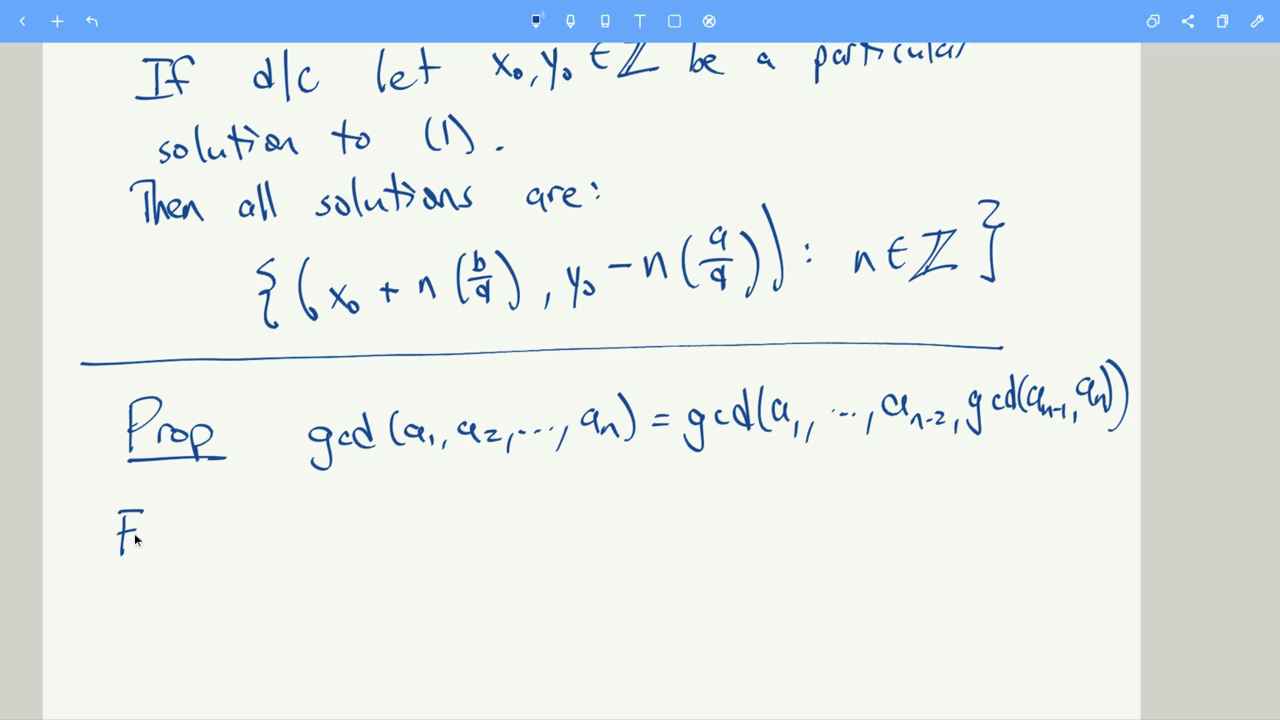 If d|c let x₀, y₀ ∈ ℤ be a particular
solution to (1).
Then all solutions are:
{(x₀ + n(b/d), y₀ - n(a/d)) : n ∈ ℤ}
Prop gcd(a₁, a₂, ..., aₙ) = gcd(a₁, ..., aₙ₋₂, gcd(aₙ₋₁, aₙ))
F